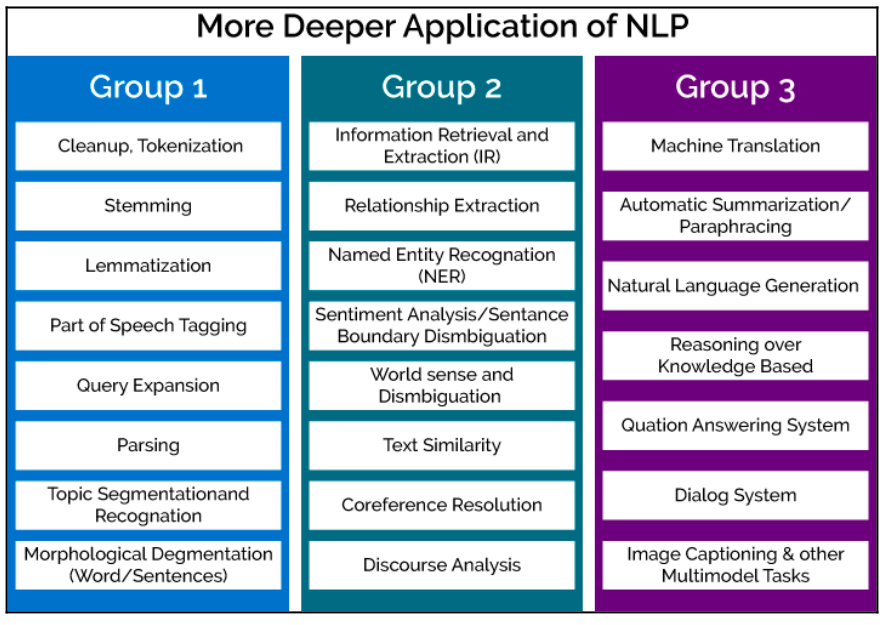 More Deeper Application of NLP
Group 1
Cleanup, Tokenization
Stemming
Lemmatization
Part of Speech Tagging
Query Expansion
Parsing
Topic Segmentationand
Recognation
Morphological Degmentation
(Word/Sentences)
Group 2
Information Retrieval and
Extraction (IR)
Relationship Extraction
Named Entity Recognation
(NER)
Sentiment Analysis/Sentance
Boundary Dismbiguation
World sense and
Dismbiguation
Text Similarity
Coreference Resolution
Discourse Analysis
Group 3
Machine Translation
Automatic Summarization/
Paraphracing
Natural Language Generation
Reasoning over
Knowledge Based
Quation Answering System
Dialog System
Image Captioning & other
Multimodel Tasks